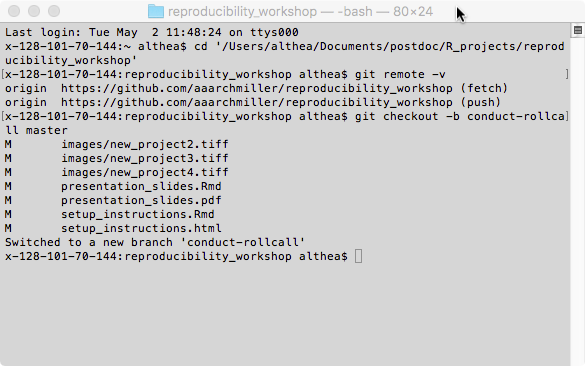 reproducibility_workshop — -bash — 80×24
Last login: Tue May  2 11:48:24 on ttys000
x-128-101-70-144:~ althea$ cd '/Users/althea/Documents/postdoc/R_projects/reprod
ucibility_workshop'
[x-128-101-70-144:reproducibility_workshop althea$ git remote -v                 ]
origin  https://github.com/aaarchmiller/reproducibility_workshop (fetch)
origin  https://github.com/aaarchmiller/reproducibility_workshop (push)
[x-128-101-70-144:reproducibility_workshop althea$ git checkout -b conduct-rollca]
ll master
M       images/new_project2.tiff
M       images/new_project3.tiff
M       images/new_project4.tiff
M       presentation_slides.Rmd
M       presentation_slides.pdf
M       setup_instructions.Rmd
M       setup_instructions.html
Switched to a new branch 'conduct-rollcall'
x-128-101-70-144:reproducibility_workshop althea$